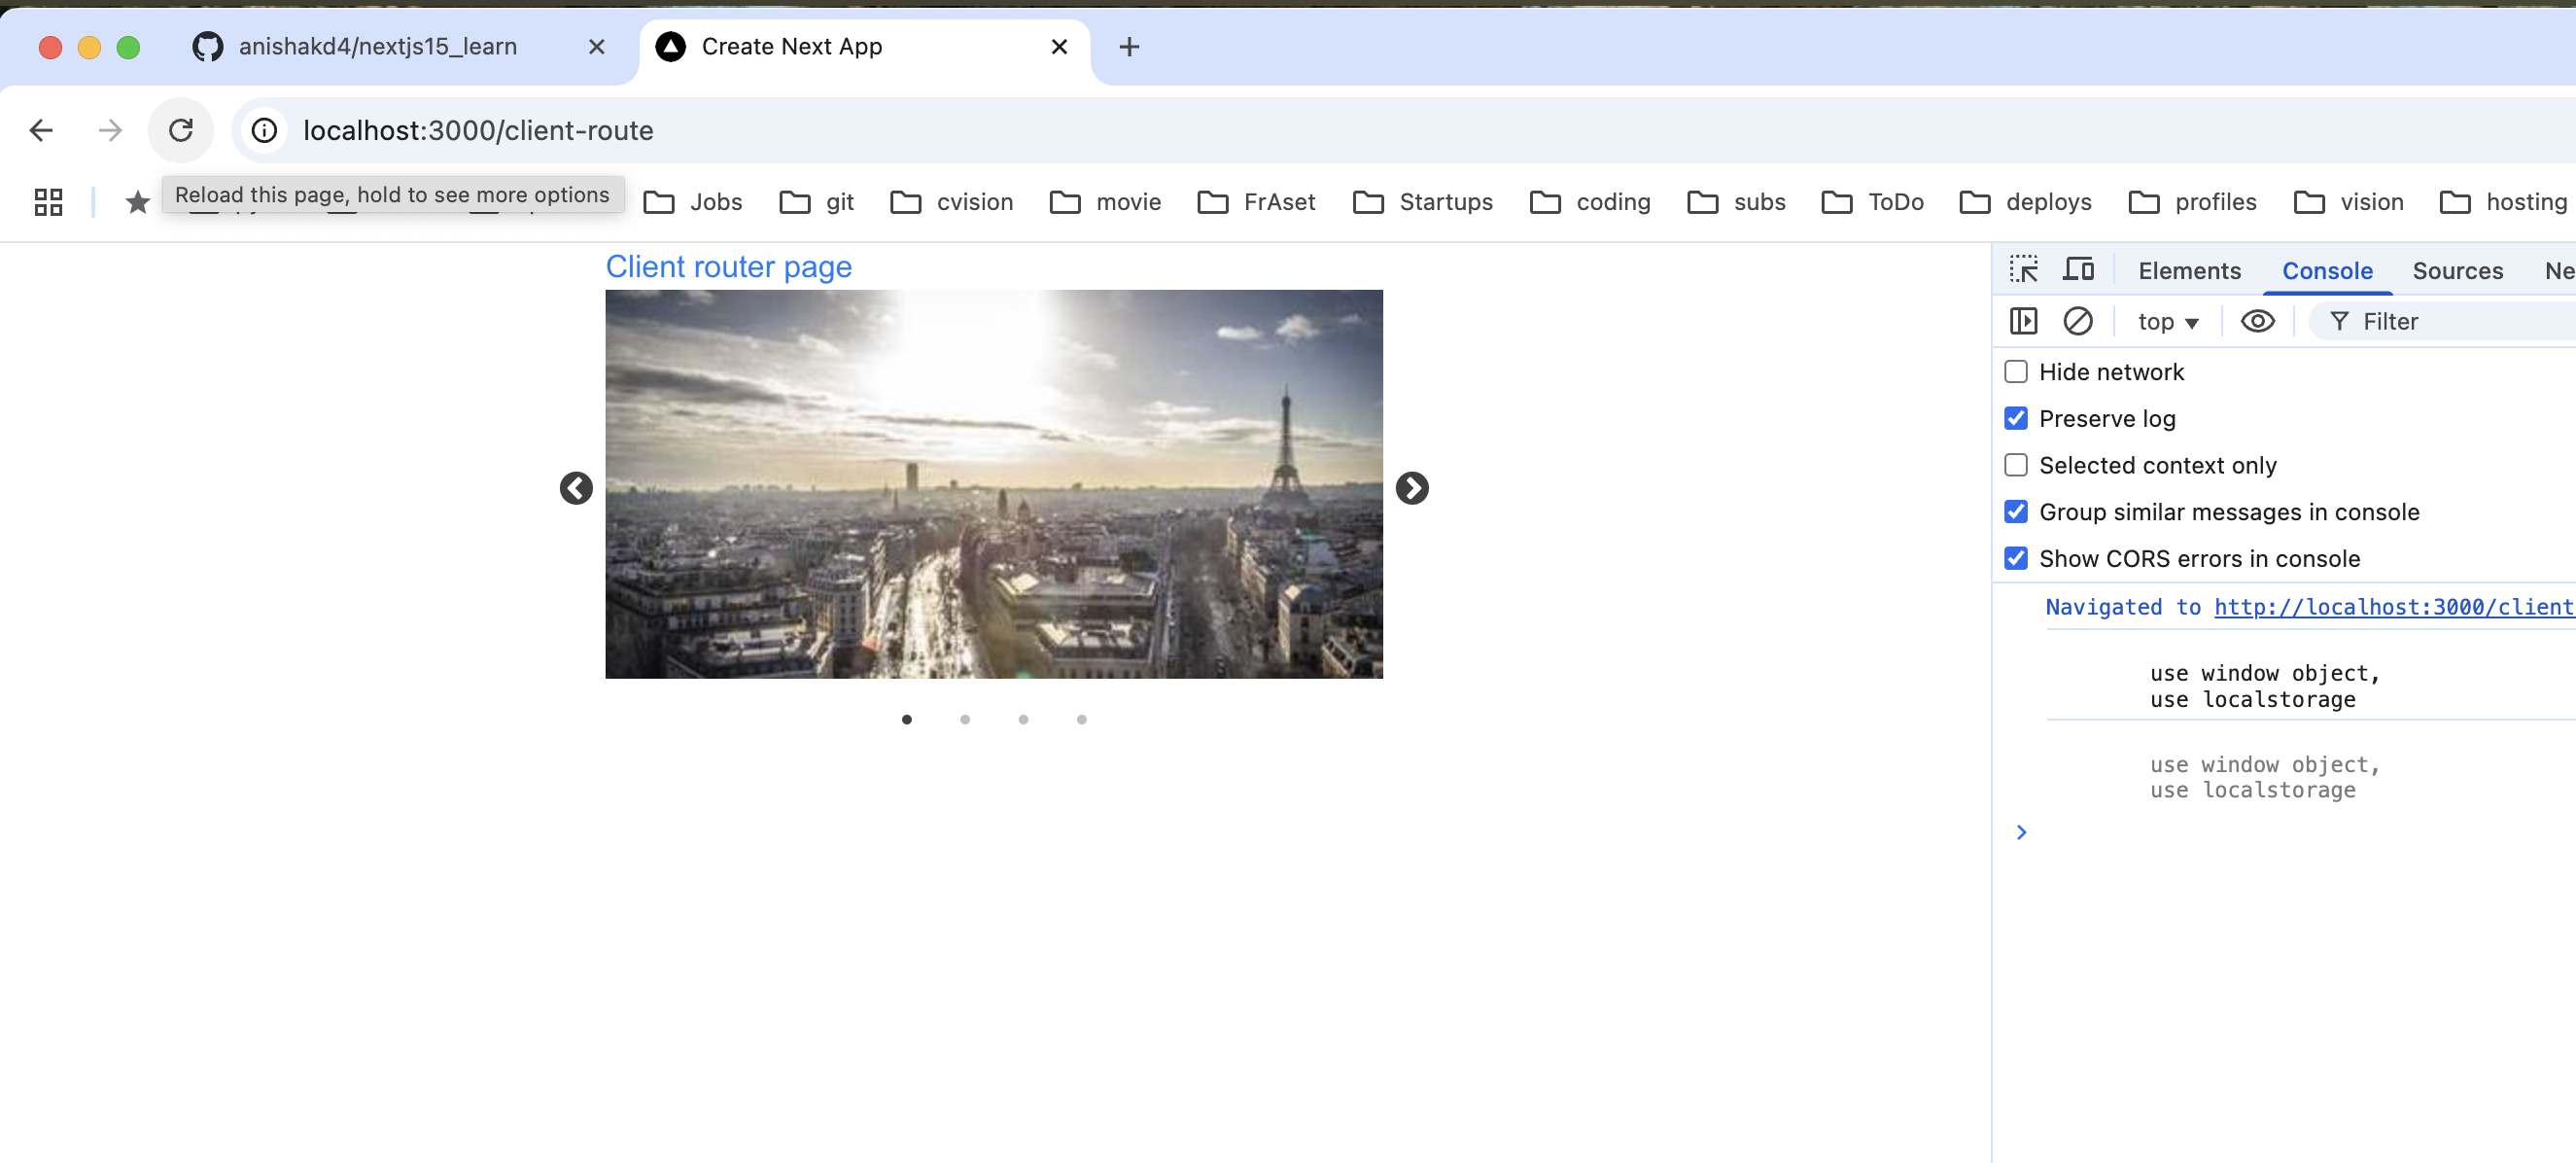 anishakd4/nextjs15_learn
Create Next App
localhost:3000/client-route
Reload this page, hold to see more options
Jobs
git
cvision
movie
FrAset
Startups
coding
subs
ToDo
deploys
profiles
vision
hosting
Client router page
Elements
Console
Sources
Ne
top
Filter
Hide network
Preserve log
Selected context only
Group similar messages in console
Show CORS errors in console
Navigated to http://localhost:3000/client
use window object,
use localstorage
use window object,
use localstorage